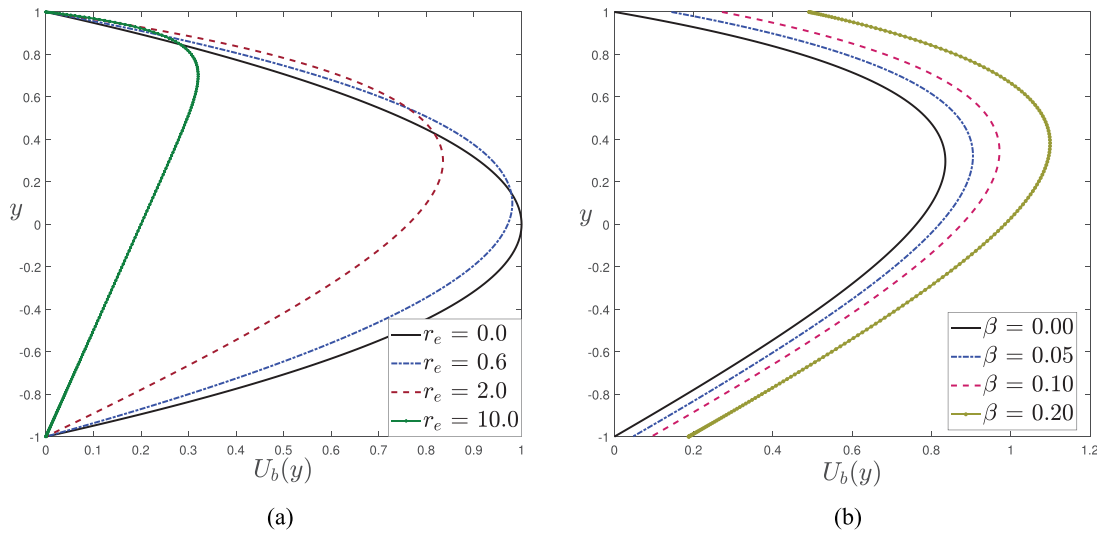 1
0.8
0.6
0.4
0.2
0
-0.2
-0.4
-0.6
-0.8
-1
y
0 0.1 0.2 0.3 0.4 0.5 0.6 0.7 0.8 0.9 1
U_b(y)
r_e = 0.0
r_e = 0.6
r_e = 2.0
r_e = 10.0
(a)
1
0.8
0.6
0.4
0.2
0
-0.2
-0.4
-0.6
-0.8
-1
y
0 0.2 0.4 0.6 0.8 1 1.2
U_b(y)
β = 0.00
β = 0.05
β = 0.10
β = 0.20
(b)